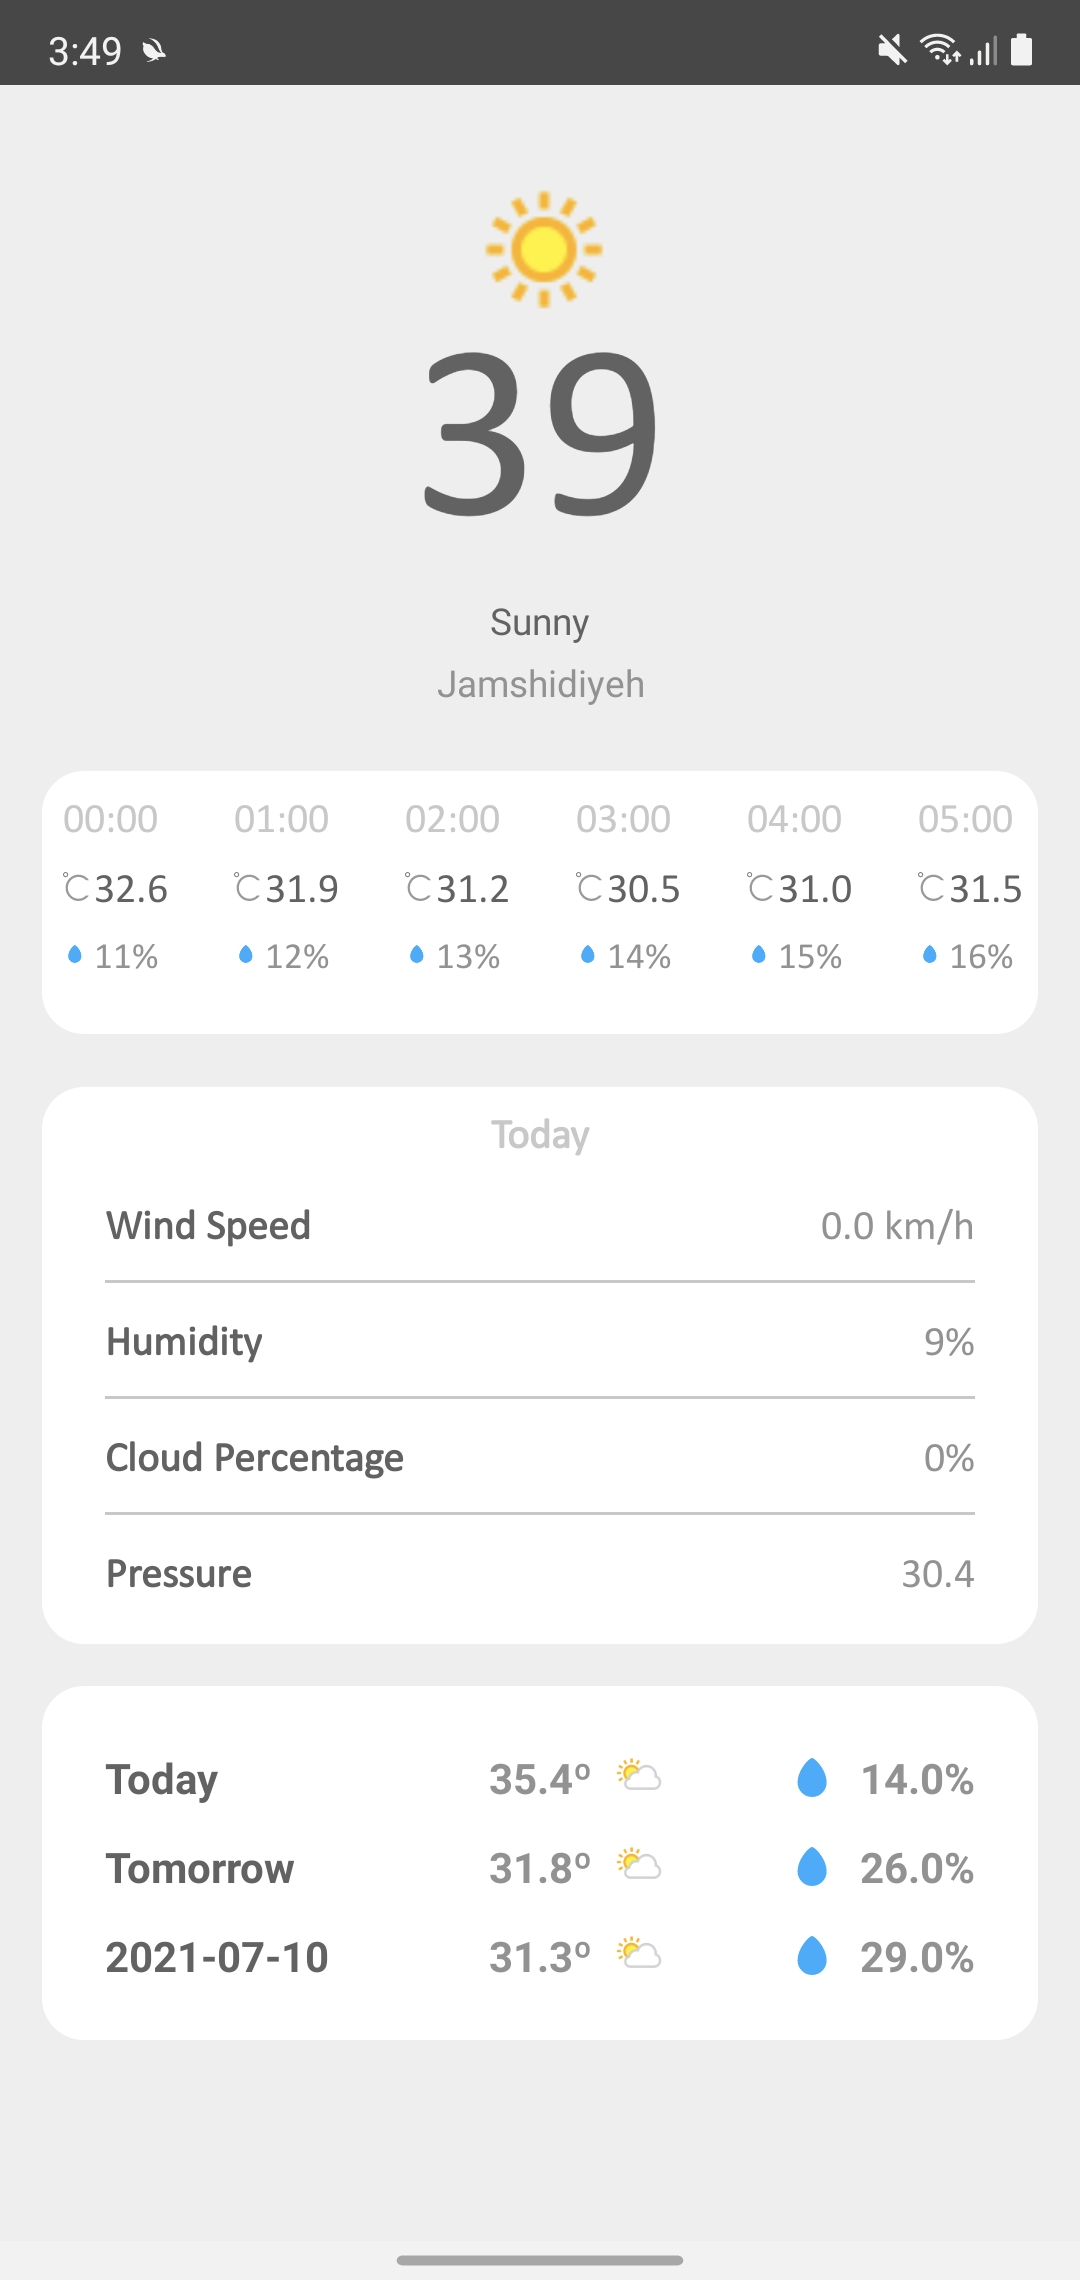 3:49
39
Sunny
Jamshidiyeh
00:00 01:00 02:00 03:00 04:00 05:00
℃32.6 ℃31.9 ℃31.2 ℃30.5 ℃31.0 ℃31.5
11% 12% 13% 14% 15% 16%
Today
Wind Speed 0.0 km/h
Humidity 9%
Cloud Percentage 0%
Pressure 30.4
Today 35.4º 14.0%
Tomorrow 31.8º 26.0%
2021-07-10 31.3º 29.0%